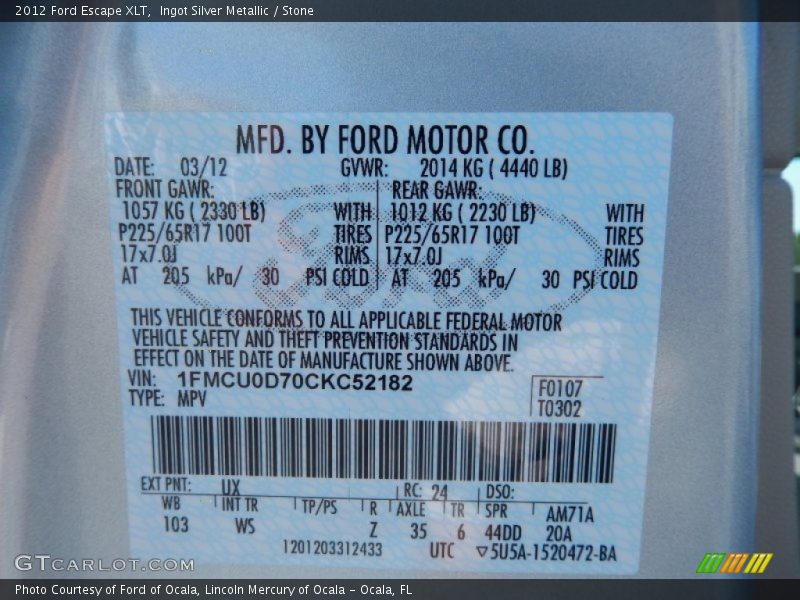 2012 Ford Escape XLT,  Ingot Silver Metallic / Stone
MFD. BY FORD MOTOR CO.
DATE: 03/12 GVWR: 2014 KG ( 4440 LB)
FRONT GAWR: REAR GAWR:
1057 KG ( 2330 LB) WITH 1012 KG ( 2230 LB) WITH
P225/65R17 100T TIRES P225/65R17 100T TIRES
17x7.0J RIMS 17x7.0J RIMS
AT 205 kPa/ 30 PSI COLD AT 205 kPa/ 30 PSI COLD
THIS VEHICLE CONFORMS TO ALL APPLICABLE FEDERAL MOTOR
VEHICLE SAFETY AND THEFT PREVENTION STANDARDS IN
EFFECT ON THE DATE OF MANUFACTURE SHOWN ABOVE.
VIN: 1FMCU0D70CKC52182
TYPE: MPV
F0107
T0302
EXT PNT: UX RC: 24 DSO:
WB INT TR TP/PS R AXLE TR SPR AM71A
103 WS Z 35 6 44DD 20A
1201203312433 UTC ▽5U5A-1520472-BA
GTCARLOT.COM
Photo Courtesy of Ford of Ocala, Lincoln Mercury of Ocala – Ocala, FL